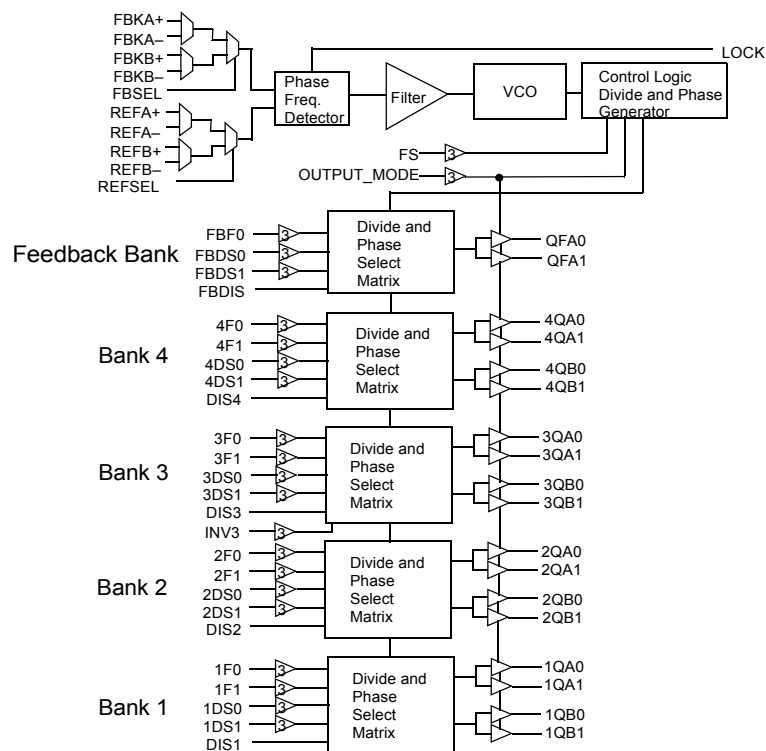 FBKA+
FBKA–
FBKB+
FBKB–
FBSEL
REFA+
REFA–
REFB+
REFB–
REFSEL
Phase
Freq.
Detector
Filter
VCO
Control Logic
Divide and Phase
Generator
LOCK
FS
3
OUTPUT_MODE
3
Feedback Bank
FBF0
3
FBDS0
3
FBDS1
3
FBDIS
Divide and
Phase
Select
Matrix
QFA0
QFA1
Bank 4
4F0
3
4F1
3
4DS0
3
4DS1
3
DIS4
Divide and
Phase
Select
Matrix
4QA0
4QA1
4QB0
4QB1
Bank 3
3F0
3
3F1
3
3DS0
3
3DS1
3
DIS3
INV3
3
Divide and
Phase
Select
Matrix
3QA0
3QA1
3QB0
3QB1
Bank 2
2F0
3
2F1
3
2DS0
3
2DS1
3
DIS2
Divide and
Phase
Select
Matrix
2QA0
2QA1
2QB0
2QB1
Bank 1
1F0
3
1F1
3
1DS0
3
1DS1
3
DIS1
Divide and
Phase
Select
Matrix
1QA0
1QA1
1QB0
1QB1